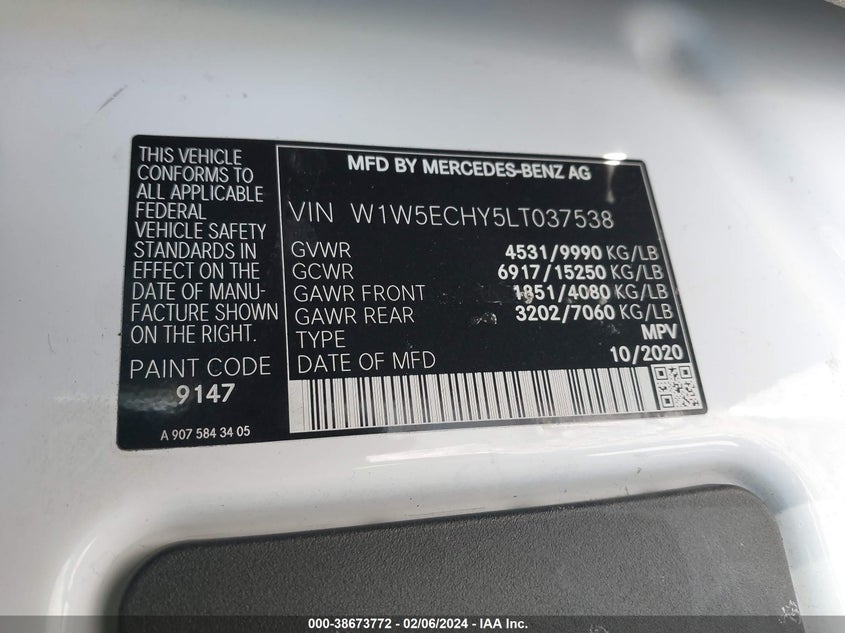 THIS VEHICLE
CONFORMS TO
ALL APPLICABLE
FEDERAL
VEHICLE SAFETY
STANDARDS IN
EFFECT ON THE
DATE OF MANU-
FACTURE SHOWN
ON THE RIGHT.
PAINT CODE
9147
A 907 584 34 05
MFD BY MERCEDES-BENZ AG
VIN W1W5ECHY5LT037538
GVWR 4531/9990 KG/LB
GCWR 6917/15250 KG/LB
GAWR FRONT 1851/4080 KG/LB
GAWR REAR 3202/7060 KG/LB
TYPE MPV
DATE OF MFD 10/2020
000-38673772 / 02/06/2024 - IAA Inc.